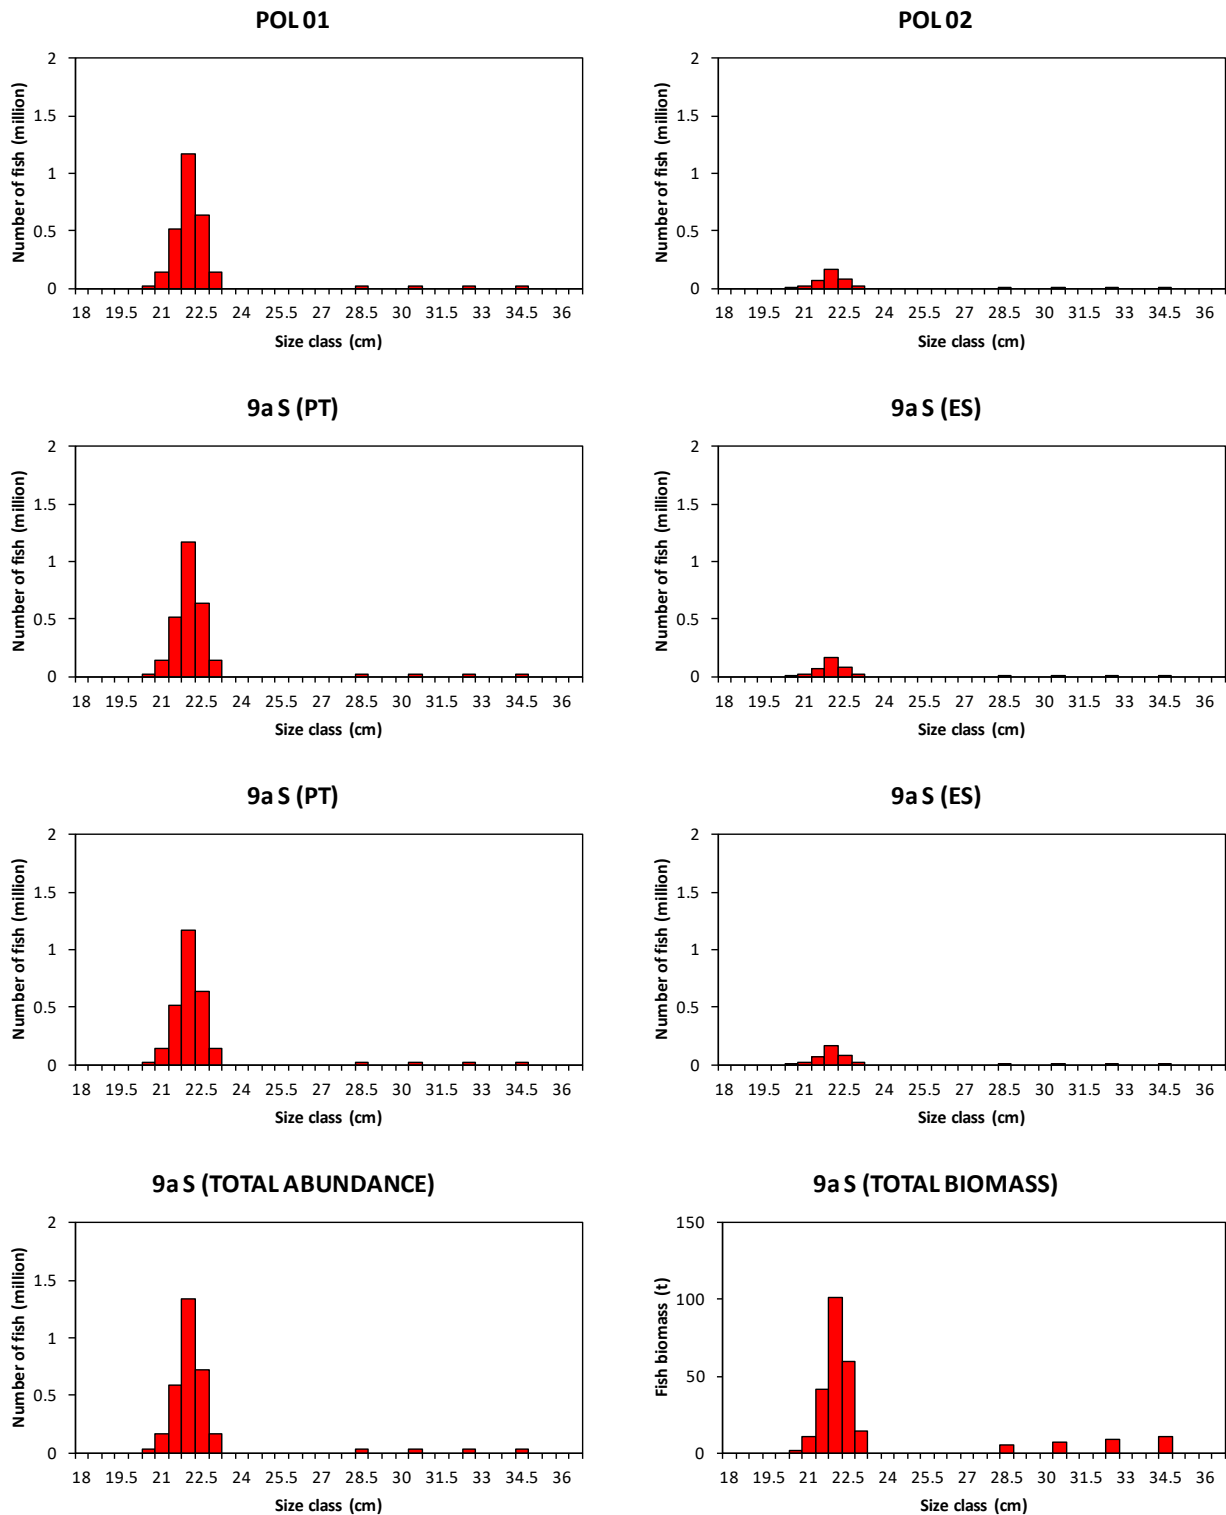 POL 01
Number of fish (million)
2
1.5
1
0.5
0
18 19.5 21 22.5 24 25.5 27 28.5 30 31.5 33 34.5 36
Size class (cm)
POL 02
Number of fish (million)
2
1.5
1
0.5
0
18 19.5 21 22.5 24 25.5 27 28.5 30 31.5 33 34.5 36
Size class (cm)
9a S (PT)
Number of fish (million)
2
1.5
1
0.5
0
18 19.5 21 22.5 24 25.5 27 28.5 30 31.5 33 34.5 36
Size class (cm)
9a S (ES)
Number of fish (million)
2
1.5
1
0.5
0
18 19.5 21 22.5 24 25.5 27 28.5 30 31.5 33 34.5 36
Size class (cm)
9a S (PT)
Number of fish (million)
2
1.5
1
0.5
0
18 19.5 21 22.5 24 25.5 27 28.5 30 31.5 33 34.5 36
Size class (cm)
9a S (ES)
Number of fish (million)
2
1.5
1
0.5
0
18 19.5 21 22.5 24 25.5 27 28.5 30 31.5 33 34.5 36
Size class (cm)
9a S (TOTAL ABUNDANCE)
Number of fish (million)
2
1.5
1
0.5
0
18 19.5 21 22.5 24 25.5 27 28.5 30 31.5 33 34.5 36
Size class (cm)
9a S (TOTAL BIOMASS)
Fish biomass (t)
150
100
50
0
18 19.5 21 22.5 24 25.5 27 28.5 30 31.5 33 34.5 36
Size class (cm)